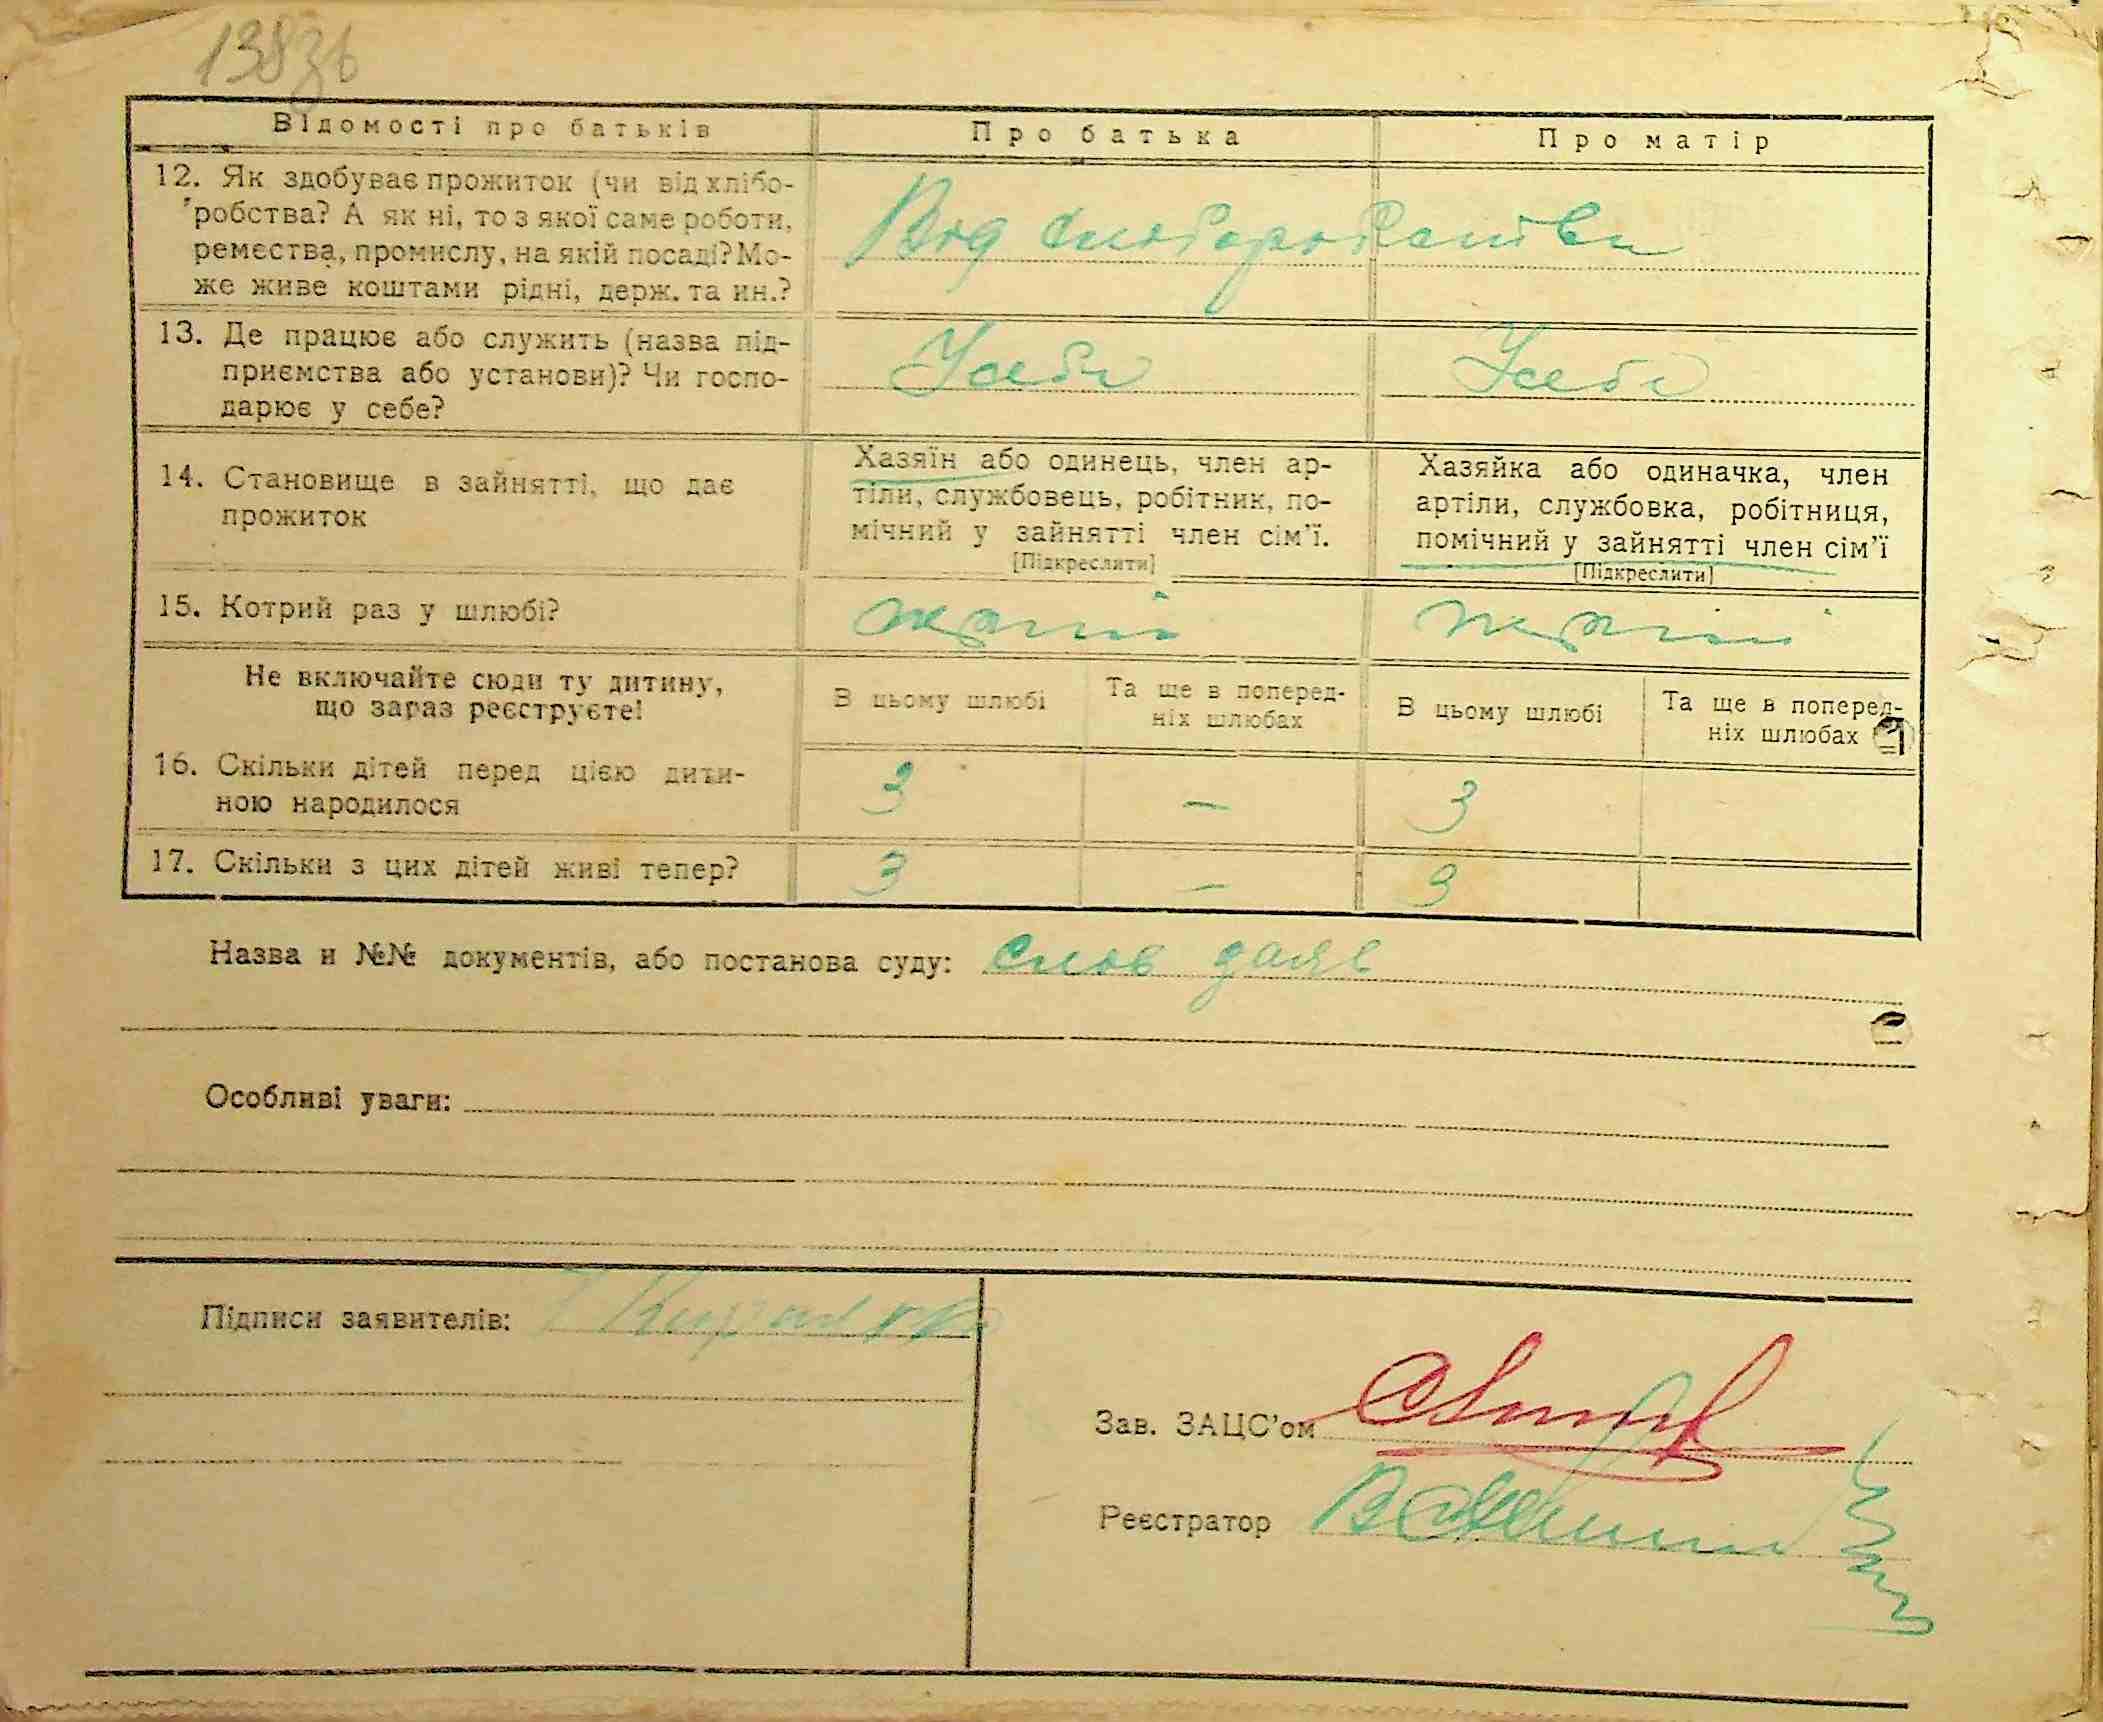 138зв
Відомості про батьків
Про батька
Про матір
12. Як здобуває прожиток (чи від хлібо-
робства? А як ні, то з якої саме роботи,
ремества, промислу, на якій посаді? Мо-
же живе коштами рідні, держ. та ин.?
Від хліборобства
13. Де працює або служить (назва під-
приємства або установи)? Чи госпо-
дарює у себе?
У себе
У себе
14. Становище в зайнятті, що дає
прожиток
Хазяїн або одинець, член ар-
тіли, службовець, робітник, по-
мічний у зайнятті член сім'ї.
[Підкреслити]
Хазяйка або одиначка, член
артіли, службовка, робітниця,
помічний у зайнятті член сім'ї
[Підкреслити]
15. Котрий раз у шлюбі?
Не включайте сюди ту дитину,
що зараз реєструєте!
В цьому шлюбі
Та ще в поперед-
ніх шлюбах
В цьому шлюбі
Та ще в поперед-
ніх шлюбах
16. Скільки дітей перед цією дити-
ною народилося
3
—
3
17. Скільки з цих дітей живі тепер?
3
—
3
Назва и №№ документів, або постанова суду:
Особливі уваги:
Підписи заявителів:
Зав. ЗАЦС'ом
Реєстратор